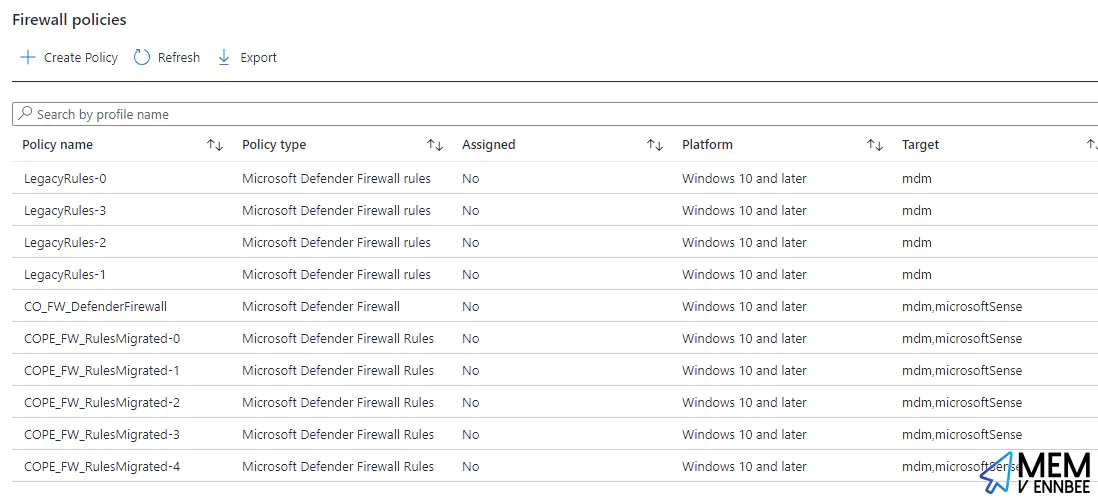 Firewall policies
Create Policy Refresh Export
Search by profile name
Policy name Policy type Assigned Platform Target
LegacyRules-0 Microsoft Defender Firewall rules No Windows 10 and later mdm
LegacyRules-3 Microsoft Defender Firewall rules No Windows 10 and later mdm
LegacyRules-2 Microsoft Defender Firewall rules No Windows 10 and later mdm
LegacyRules-1 Microsoft Defender Firewall rules No Windows 10 and later mdm
CO_FW_DefenderFirewall Microsoft Defender Firewall No Windows 10 and later mdm,microsoftSense
COPE_FW_RulesMigrated-0 Microsoft Defender Firewall Rules No Windows 10 and later mdm,microsoftSense
COPE_FW_RulesMigrated-1 Microsoft Defender Firewall Rules No Windows 10 and later mdm,microsoftSense
COPE_FW_RulesMigrated-2 Microsoft Defender Firewall Rules No Windows 10 and later mdm,microsoftSense
COPE_FW_RulesMigrated-3 Microsoft Defender Firewall Rules No Windows 10 and later mdm,microsoftSense
COPE_FW_RulesMigrated-4 Microsoft Defender Firewall Rules No Windows 10 and later mdm,microsoftSense
MEM
V ENNBEE